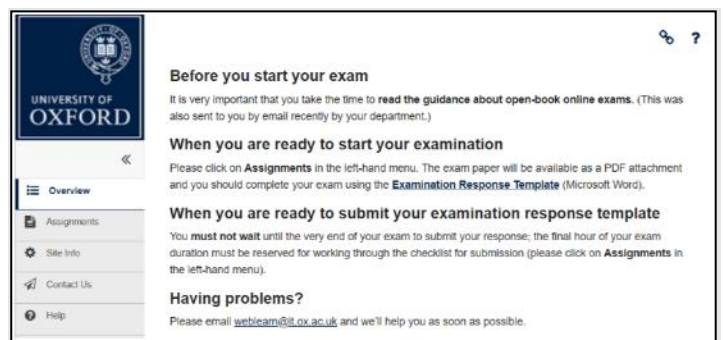 UNIVERSITY OF
OXFORD
«
Overview
Assignments
Site Info
Contact Us
Help
?
Before you start your exam
It is very important that you take the time to read the guidance about open-book online exams. (This was
also sent to you by email recently by your department.)
When you are ready to start your examination
Please click on Assignments in the left-hand menu. The exam paper will be available as a PDF attachment
and you should complete your exam using the Examination Response Template (Microsoft Word).
When you are ready to submit your examination response template
You must not wait until the very end of your exam to submit your response; the final hour of your exam
duration must be reserved for working through the checklist for submission (please click on Assignments in
the left-hand menu).
Having problems?
Please email weblearn@it.ox.ac.uk and we'll help you as soon as possible.